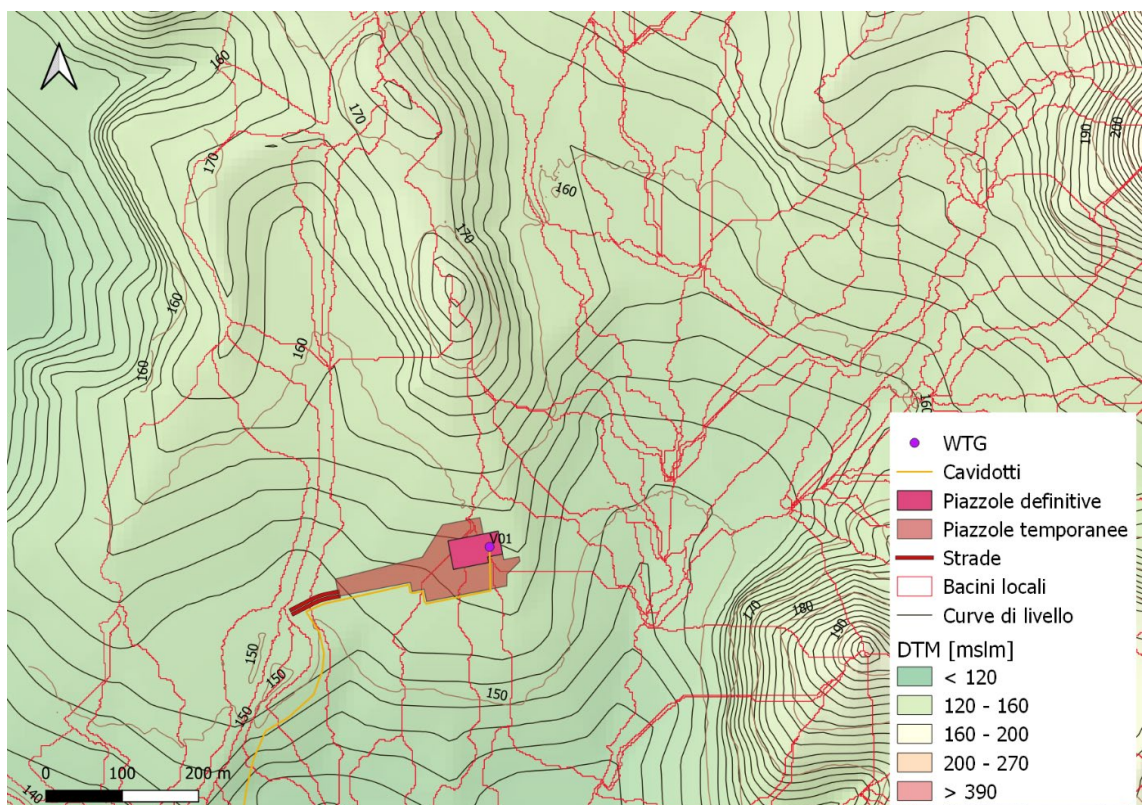 160
170
200
190
170
160
160
170
160
160
160
160
V01
170
180
190
150
150
150
150
140
0 100 200 m
WTG
Cavidotti
Piazzole definitive
Piazzole temporanee
Strade
Bacini locali
Curve di livello
DTM [mslm]
< 120
120 - 160
160 - 200
200 - 270
> 390